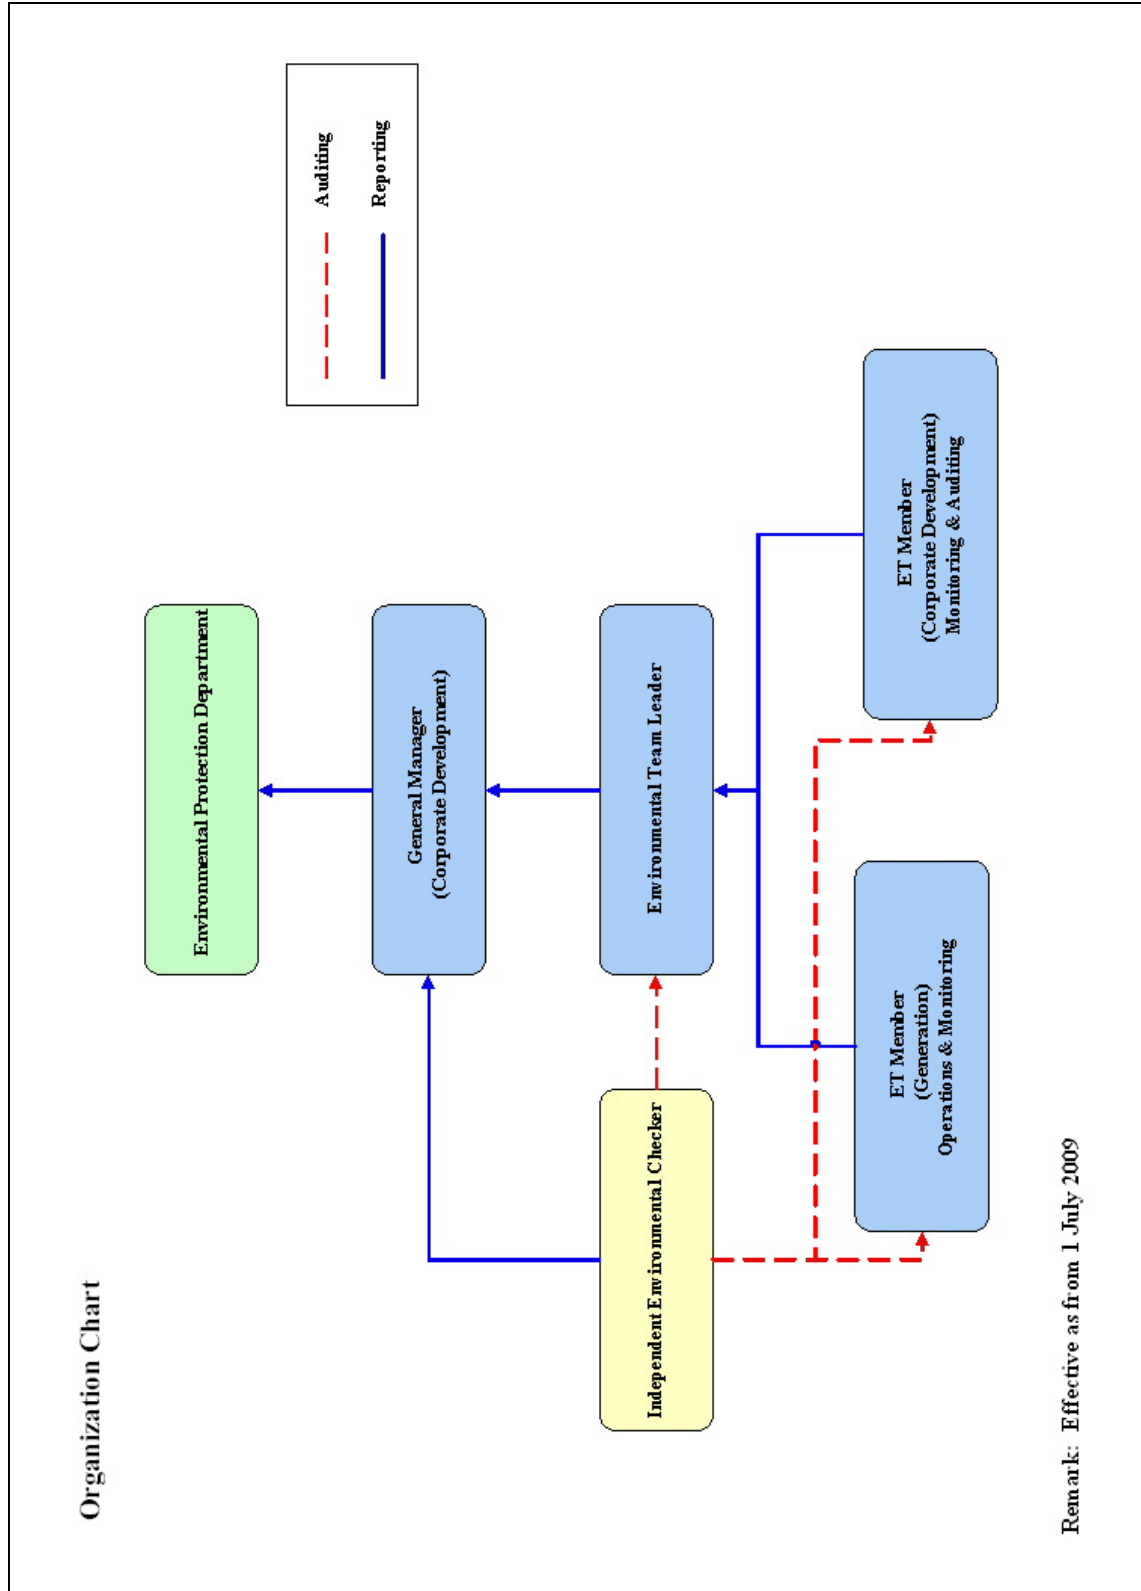 Organization Chart
Environmental Protection Department
Auditing
Reporting
General Manager
(Corporate Development)
Independent Environmental Checker
Environmental Team Leader
ET Member
(Generation)
Operations & Monitoring
ET Member
(Corporate Development)
Monitoring & Auditing
Remark: Effective as from 1 July 2009